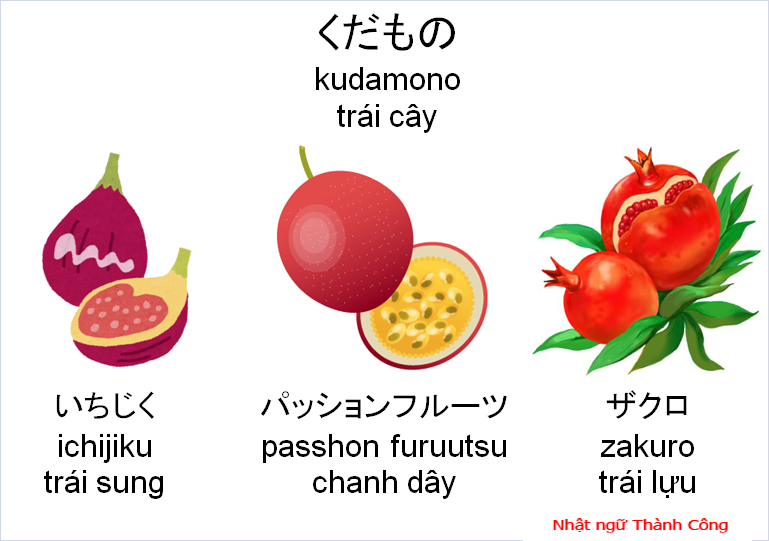 くだもの
kudamono
trái cây
いちじく
ichijiku
trái sung
パッションフルーツ
passhon furuutsu
chanh dây
ザクロ
zakuro
trái lựu
Nhật ngữ Thành Công